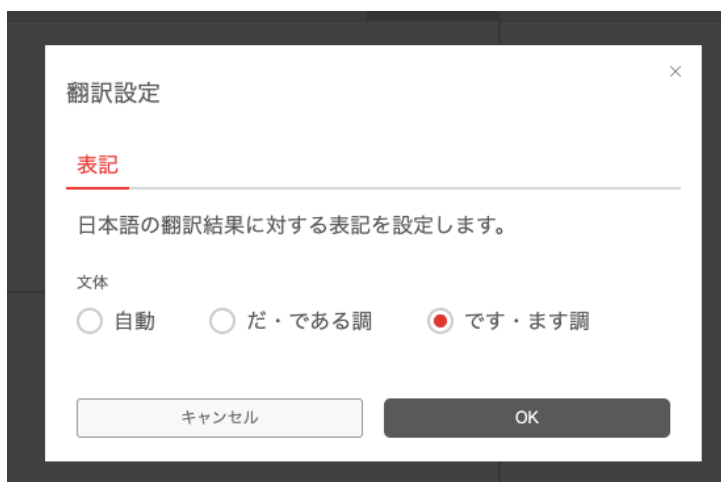 翻訳設定
×
表記
日本語の翻訳結果に対する表記を設定します。
文体
自動 だ・である調 です・ます調
キャンセル OK